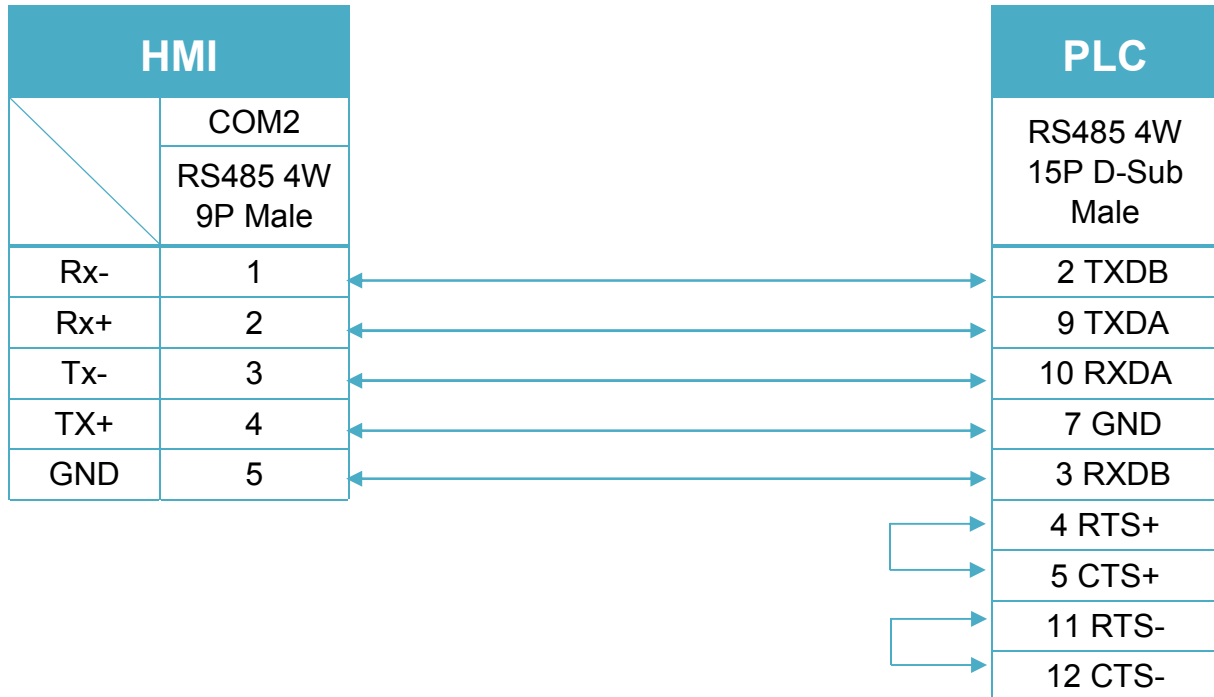 HMI
PLC
COM2
RS485 4W
9P Male
RS485 4W
15P D-Sub
Male
Rx- 1 2 TXDB
Rx+ 2 9 TXDA
Tx- 3 10 RXDA
TX+ 4 7 GND
GND 5 3 RXDB
4 RTS+
5 CTS+
11 RTS-
12 CTS-